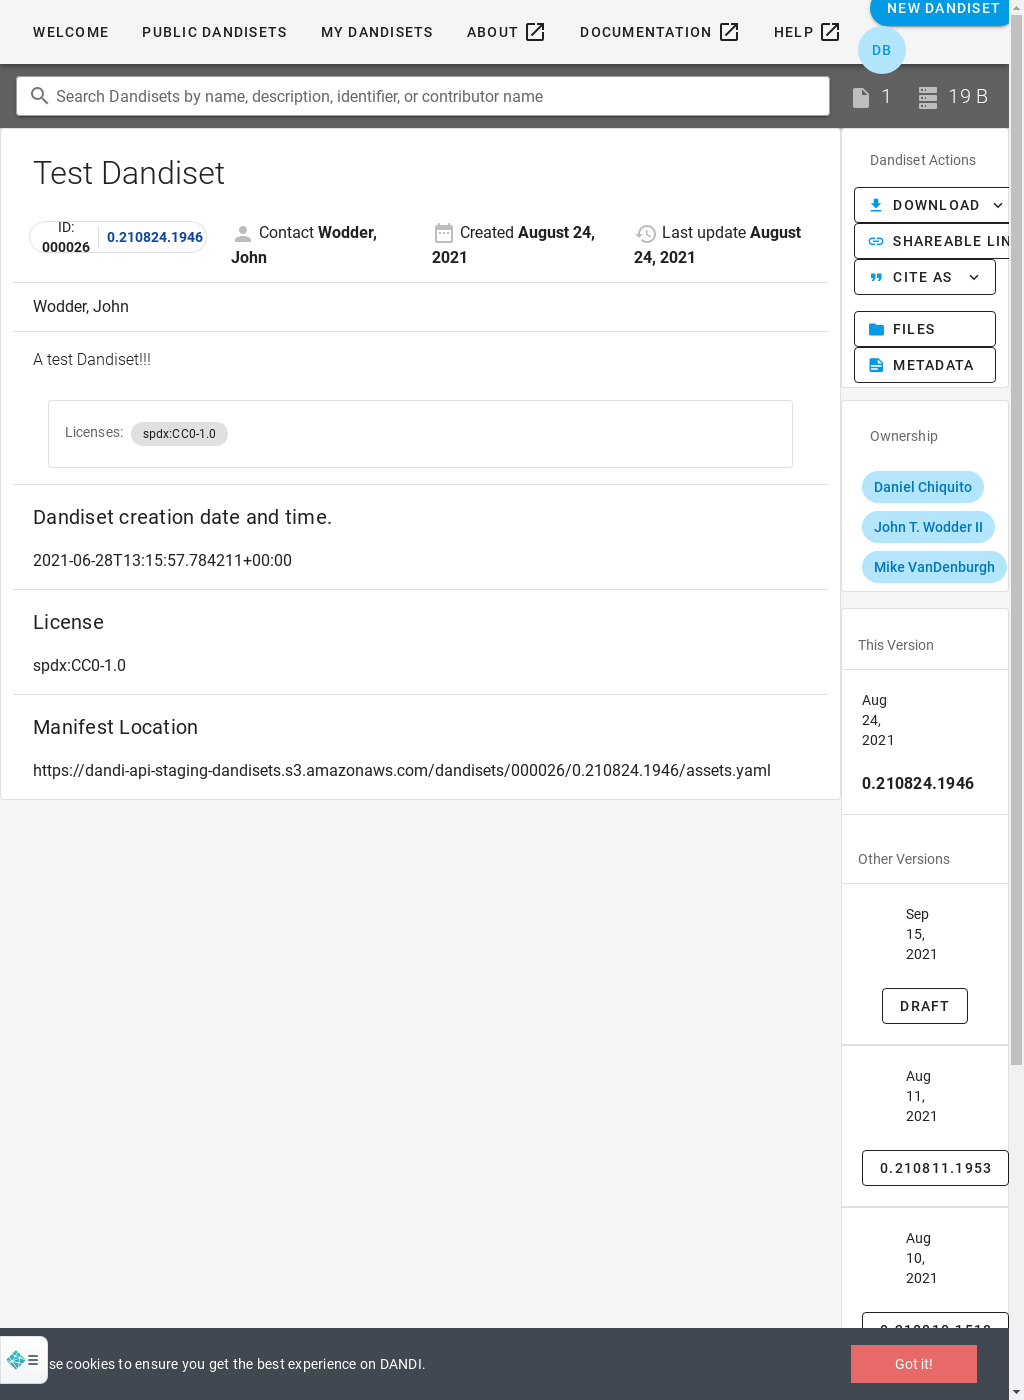 WELCOME PUBLIC DANDISETS MY DANDISETS ABOUT DOCUMENTATION HELP NEW DANDISET
DB
Search Dandisets by name, description, identifier, or contributor name 1 19 B
Test Dandiset
ID: 000026 0.210824.1946
Contact Wodder, John
Created August 24, 2021
Last update August 24, 2021
Wodder, John
A test Dandiset!!!
Licenses: spdx:CC0-1.0
Dandiset creation date and time.
2021-06-28T13:15:57.784211+00:00
License
spdx:CC0-1.0
Manifest Location
https://dandi-api-staging-dandisets.s3.amazonaws.com/dandisets/000026/0.210824.1946/assets.yaml
Dandiset Actions
DOWNLOAD
SHAREABLE LIN
CITE AS
FILES
METADATA
Ownership
Daniel Chiquito
John T. Wodder II
Mike VanDenburgh
This Version
Aug
24,
2021
0.210824.1946
Other Versions
Sep
15,
2021
DRAFT
Aug
11,
2021
0.210811.1953
Aug
10,
2021
se cookies to ensure you get the best experience on DANDI.
Got it!